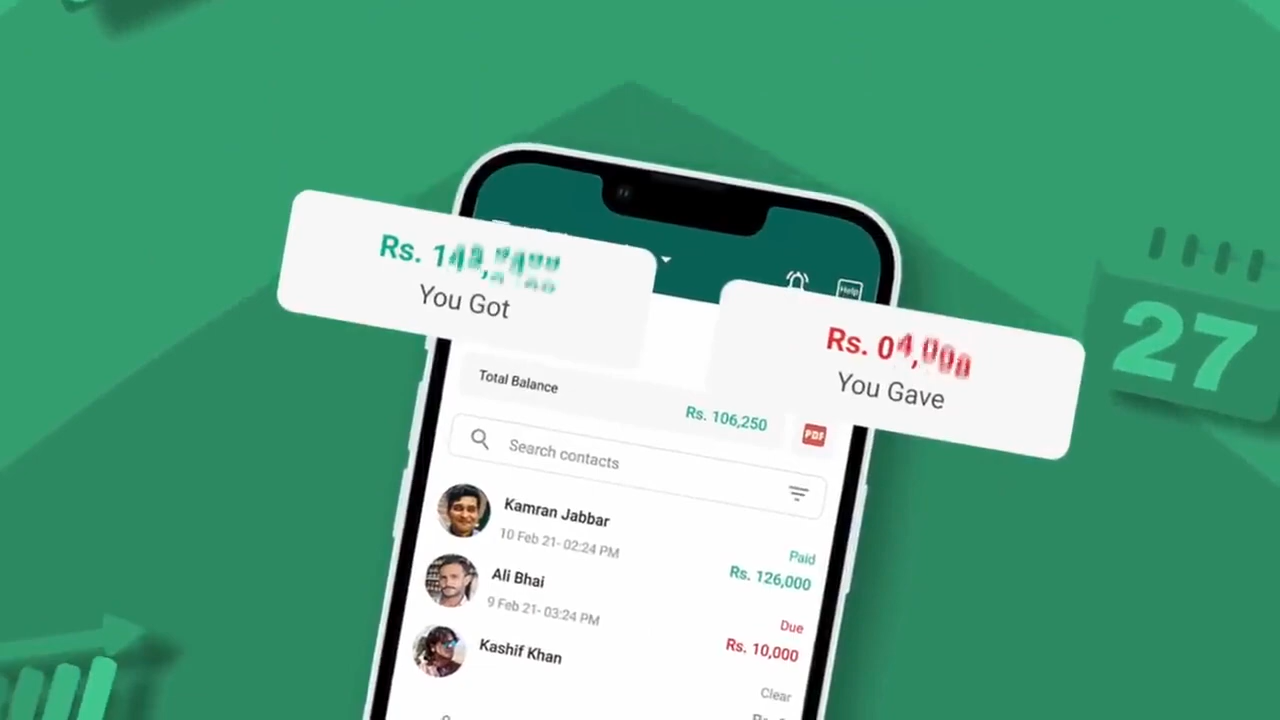 Help
Rs.
You Got
Rs.
You Gave
27
Total Balance
Rs. 106,250
PDF
Search contacts
Kamran Jabbar
10 Feb 21- 02:24 PM
Paid
Rs. 126,000
Ali Bhai
9 Feb 21- 03:24 PM
Due
Rs. 10,000
Kashif Khan
Clear